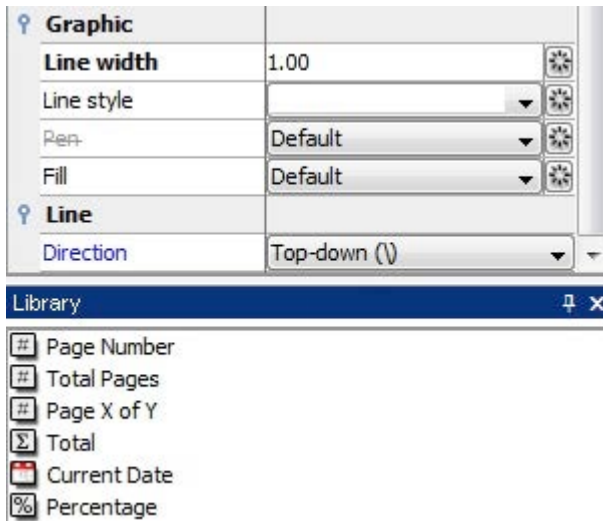 Graphic
Line width 1.00
Line style
Pen Default
Fill Default
Line
Direction Top-down (\)
Library
# Page Number
# Total Pages
# Page X of Y
Σ Total
Current Date
% Percentage